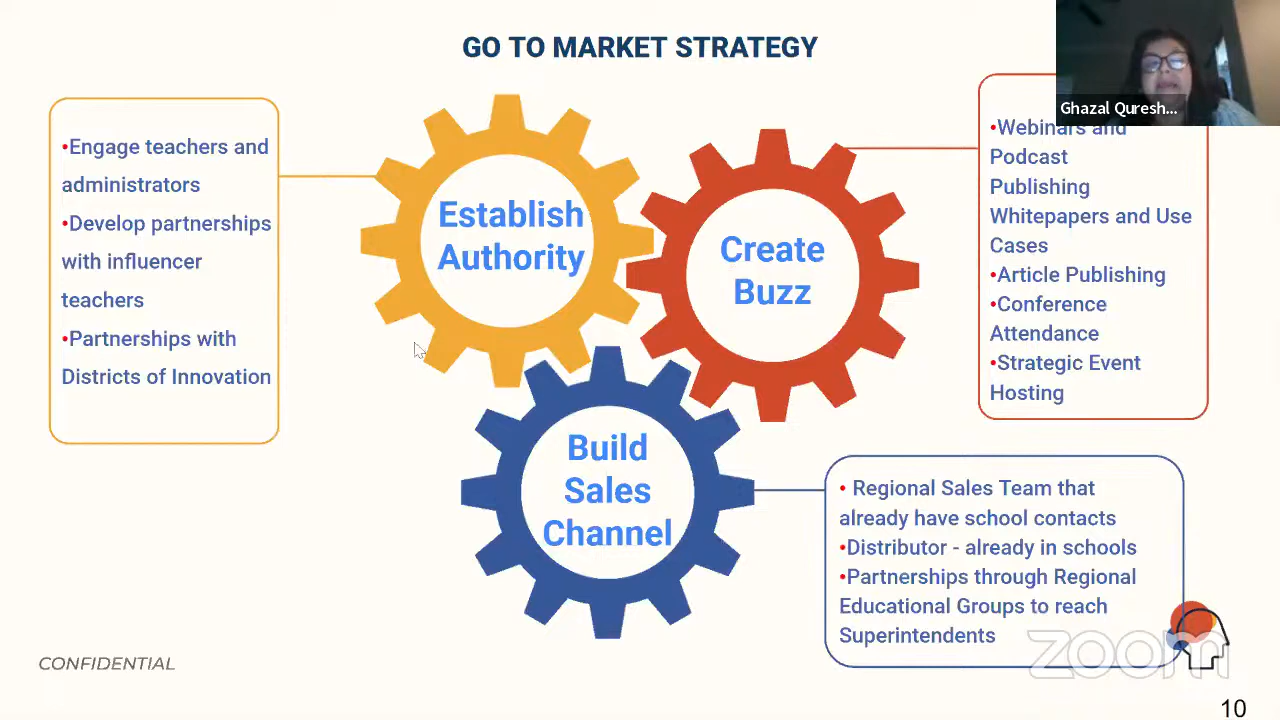 GO TO MARKET STRATEGY
Ghazal Quresh...
•Engage teachers and
administrators
•Develop partnerships
with influencer
teachers
•Partnerships with
Districts of Innovation
Establish
Authority
Create
Buzz
Build
Sales
Channel
•Webinars and
Podcast
Publishing
Whitepapers and Use
Cases
•Article Publishing
•Conference
Attendance
•Strategic Event
Hosting
• Regional Sales Team that
already have school contacts
•Distributor - already in schools
•Partnerships through Regional
Educational Groups to reach
Superintendents
zoom
CONFIDENTIAL
10